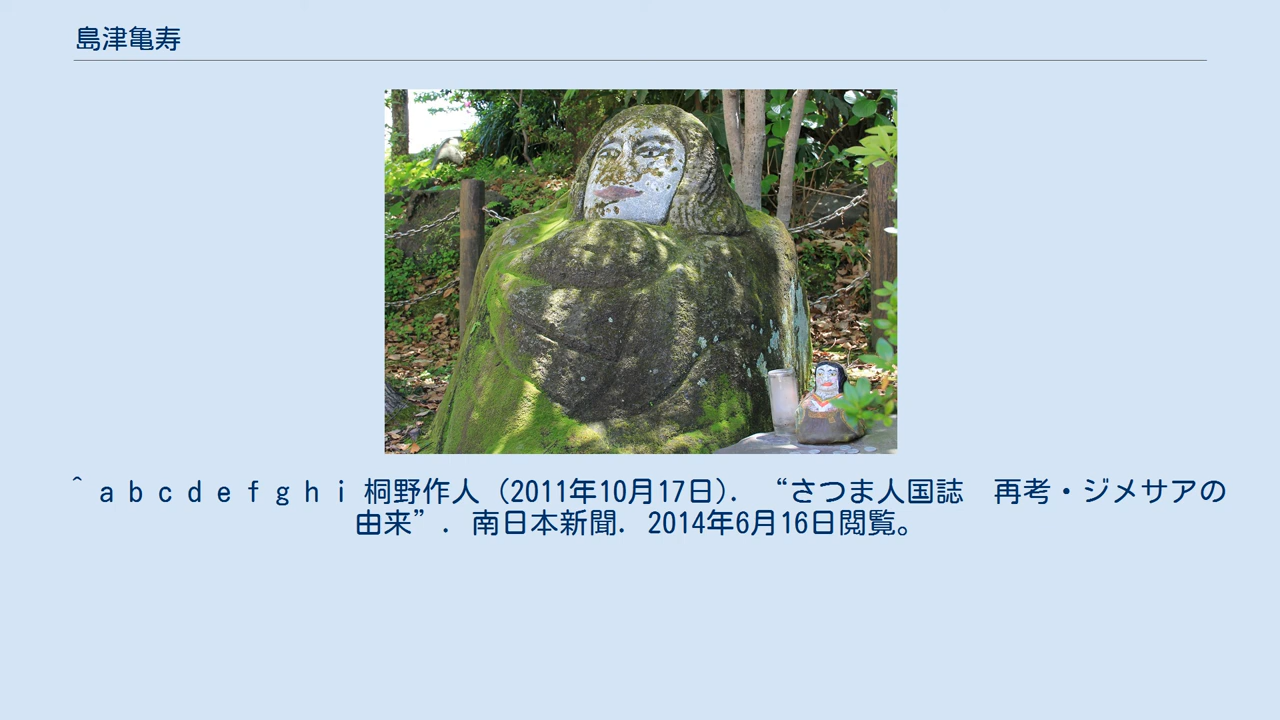 島津亀寿
^ a b c d e f g h i 桐野作人（2011年10月17日）. “さつま人国誌　再考・ジメサアの
由来”. 南日本新聞. 2014年6月16日閲覧。